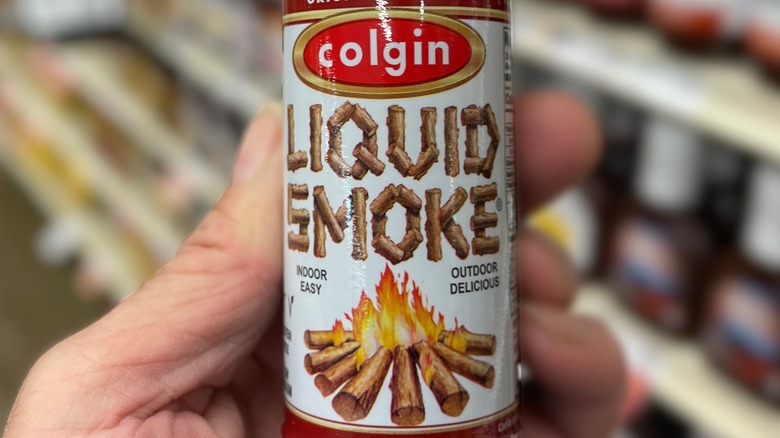 colgin
LIQUID
SMOKE®
INDOOR
EASY
OUTDOOR
DELICIOUS